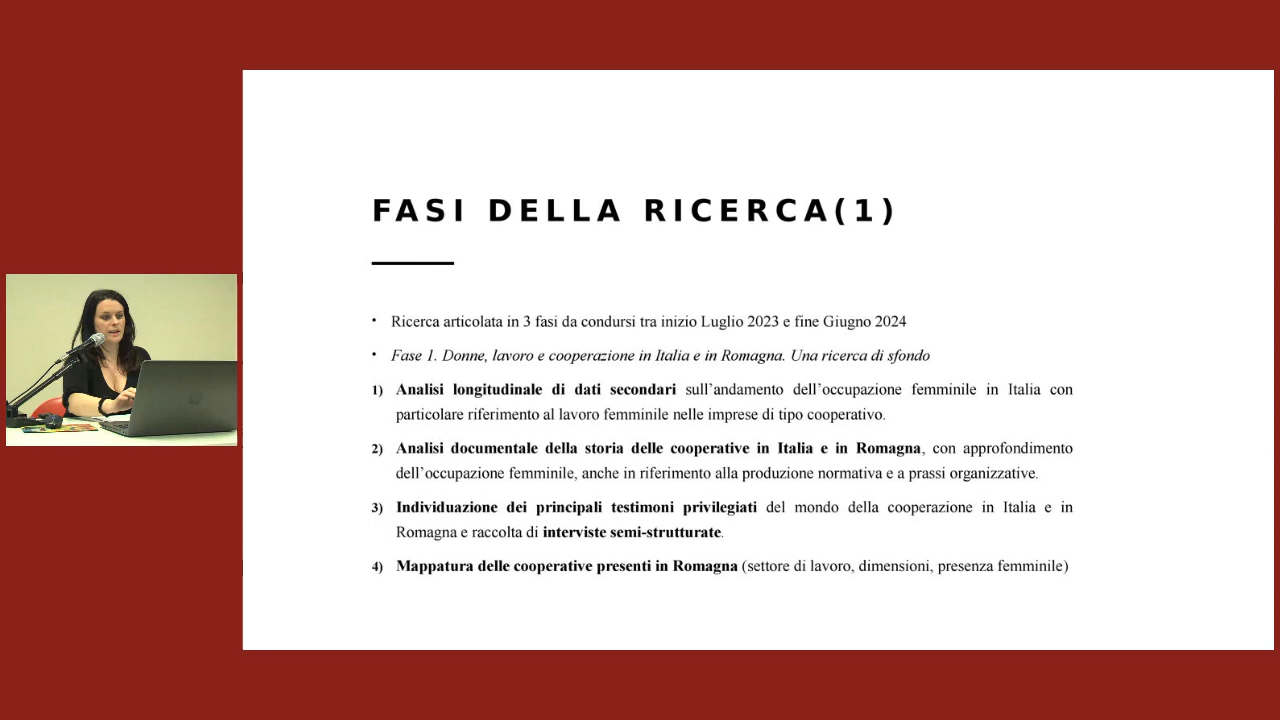 FASI DELLA RICERCA(1)
• Ricerca articolata in 3 fasi da condursi tra inizio Luglio 2023 e fine Giugno 2024
• Fase 1. Donne, lavoro e cooperazione in Italia e in Romagna. Una ricerca di sfondo
1) Analisi longitudinale di dati secondari sull’andamento dell’occupazione femminile in Italia con
particolare riferimento al lavoro femminile nelle imprese di tipo cooperativo.
2) Analisi documentale della storia delle cooperative in Italia e in Romagna, con approfondimento
dell’occupazione femminile, anche in riferimento alla produzione normativa e a prassi organizzative.
3) Individuazione dei principali testimoni privilegiati del mondo della cooperazione in Italia e in
Romagna e raccolta di interviste semi-strutturate.
4) Mappatura delle cooperative presenti in Romagna (settore di lavoro, dimensioni, presenza femminile)